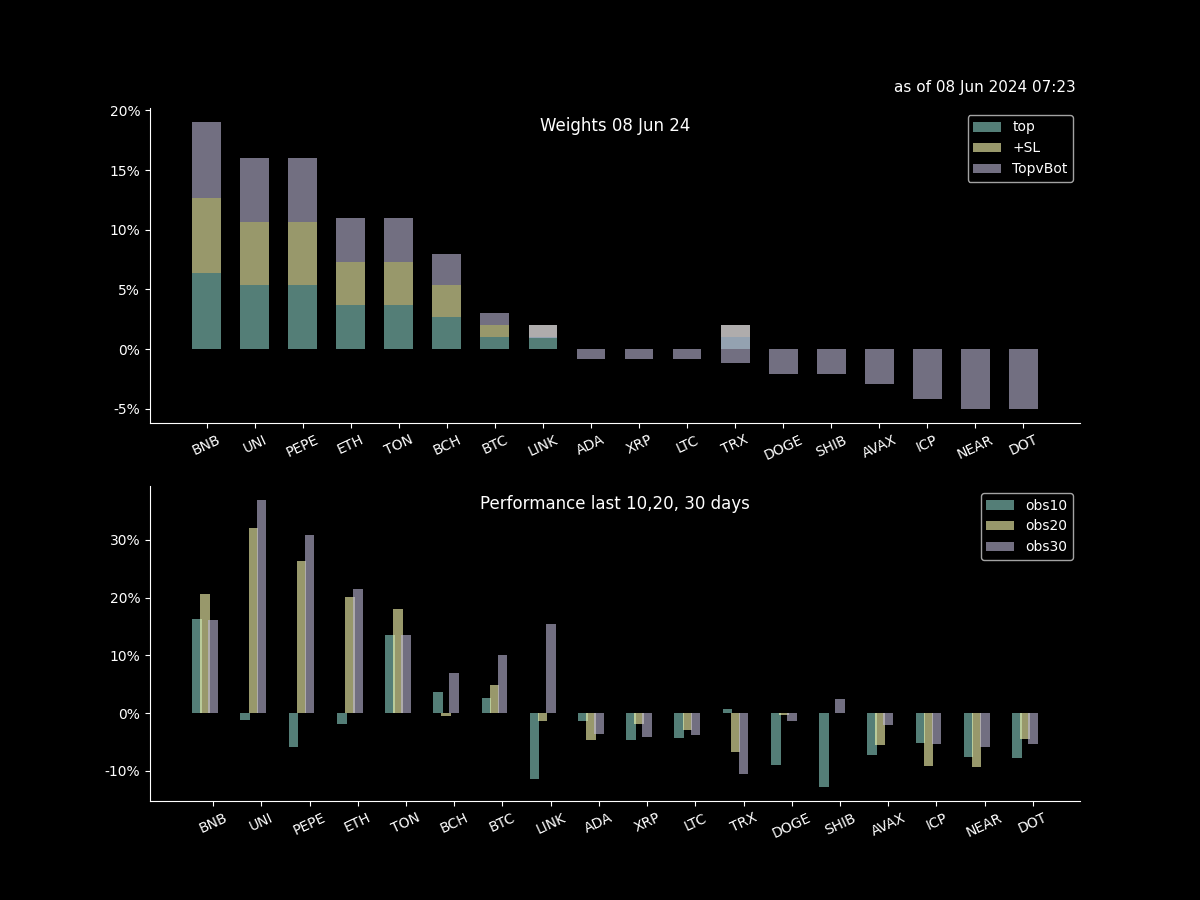 as of 08 Jun 2024 07:23
Weights 08 Jun 24
top
+SL
TopvBot
20%
15%
10%
5%
0%
-5%
BNB UNI PEPE ETH TON BCH BTC LINK ADA XRP LTC TRX DOGE SHIB AVAX ICP NEAR DOT
Performance last 10,20, 30 days
obs10
obs20
obs30
30%
20%
10%
0%
-10%
BNB UNI PEPE ETH TON BCH BTC LINK ADA XRP LTC TRX DOGE SHIB AVAX ICP NEAR DOT